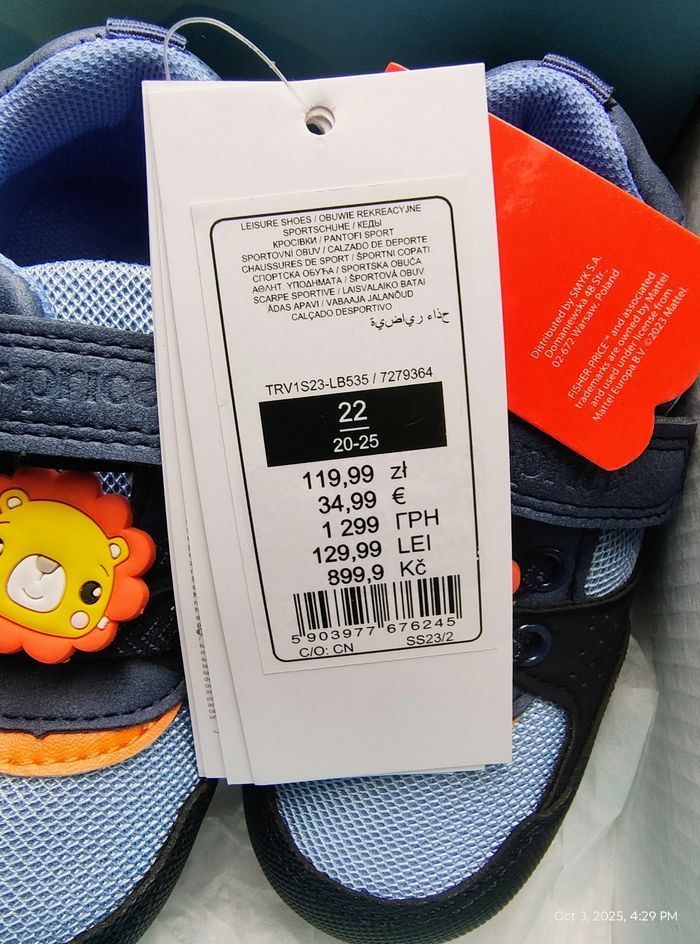 LEISURE SHOES / OBUWIE REKREACYJNE
SPORTSCHUHE / КЕДЫ
КРОСІВКИ / PANTOFI SPORT
SPORTOVNÍ OBUV / CALZADO DE DEPORTE
CHAUSSURES DE SPORT / ŠPORTNI COPATI
СПОРТСКА ОБУЋА / SPORTSKA OBUĆA
ΑΘΛΗΤ. ΥΠΟΔΗΜΑΤΑ / ŠPORTOVÁ OBUV
SCARPE SPORTIVE / LAISVALAIKIO BATAI
ĀDAS APAVI / VABAAJA JALANÕUD
CALÇADO DESPORTIVO
حذاء رياضية
TRV1S23-LB535 / 7279364
22
20-25
119,99 zł
34,99 €
1 299 ГРН
129,99 LEI
899,9 Kč
5 903977 676245
C/O: CN SS23/2
Distributed by SMYK S.A.
Domaniewska 48 Str.,
02-672 Warsaw, Poland
FISHER-PRICE™ and associated
trademarks are owned by Mattel
and used under license from
Mattel Europa B.V. ©2023 Mattel.
Oct 3, 2025, 4:29 PM